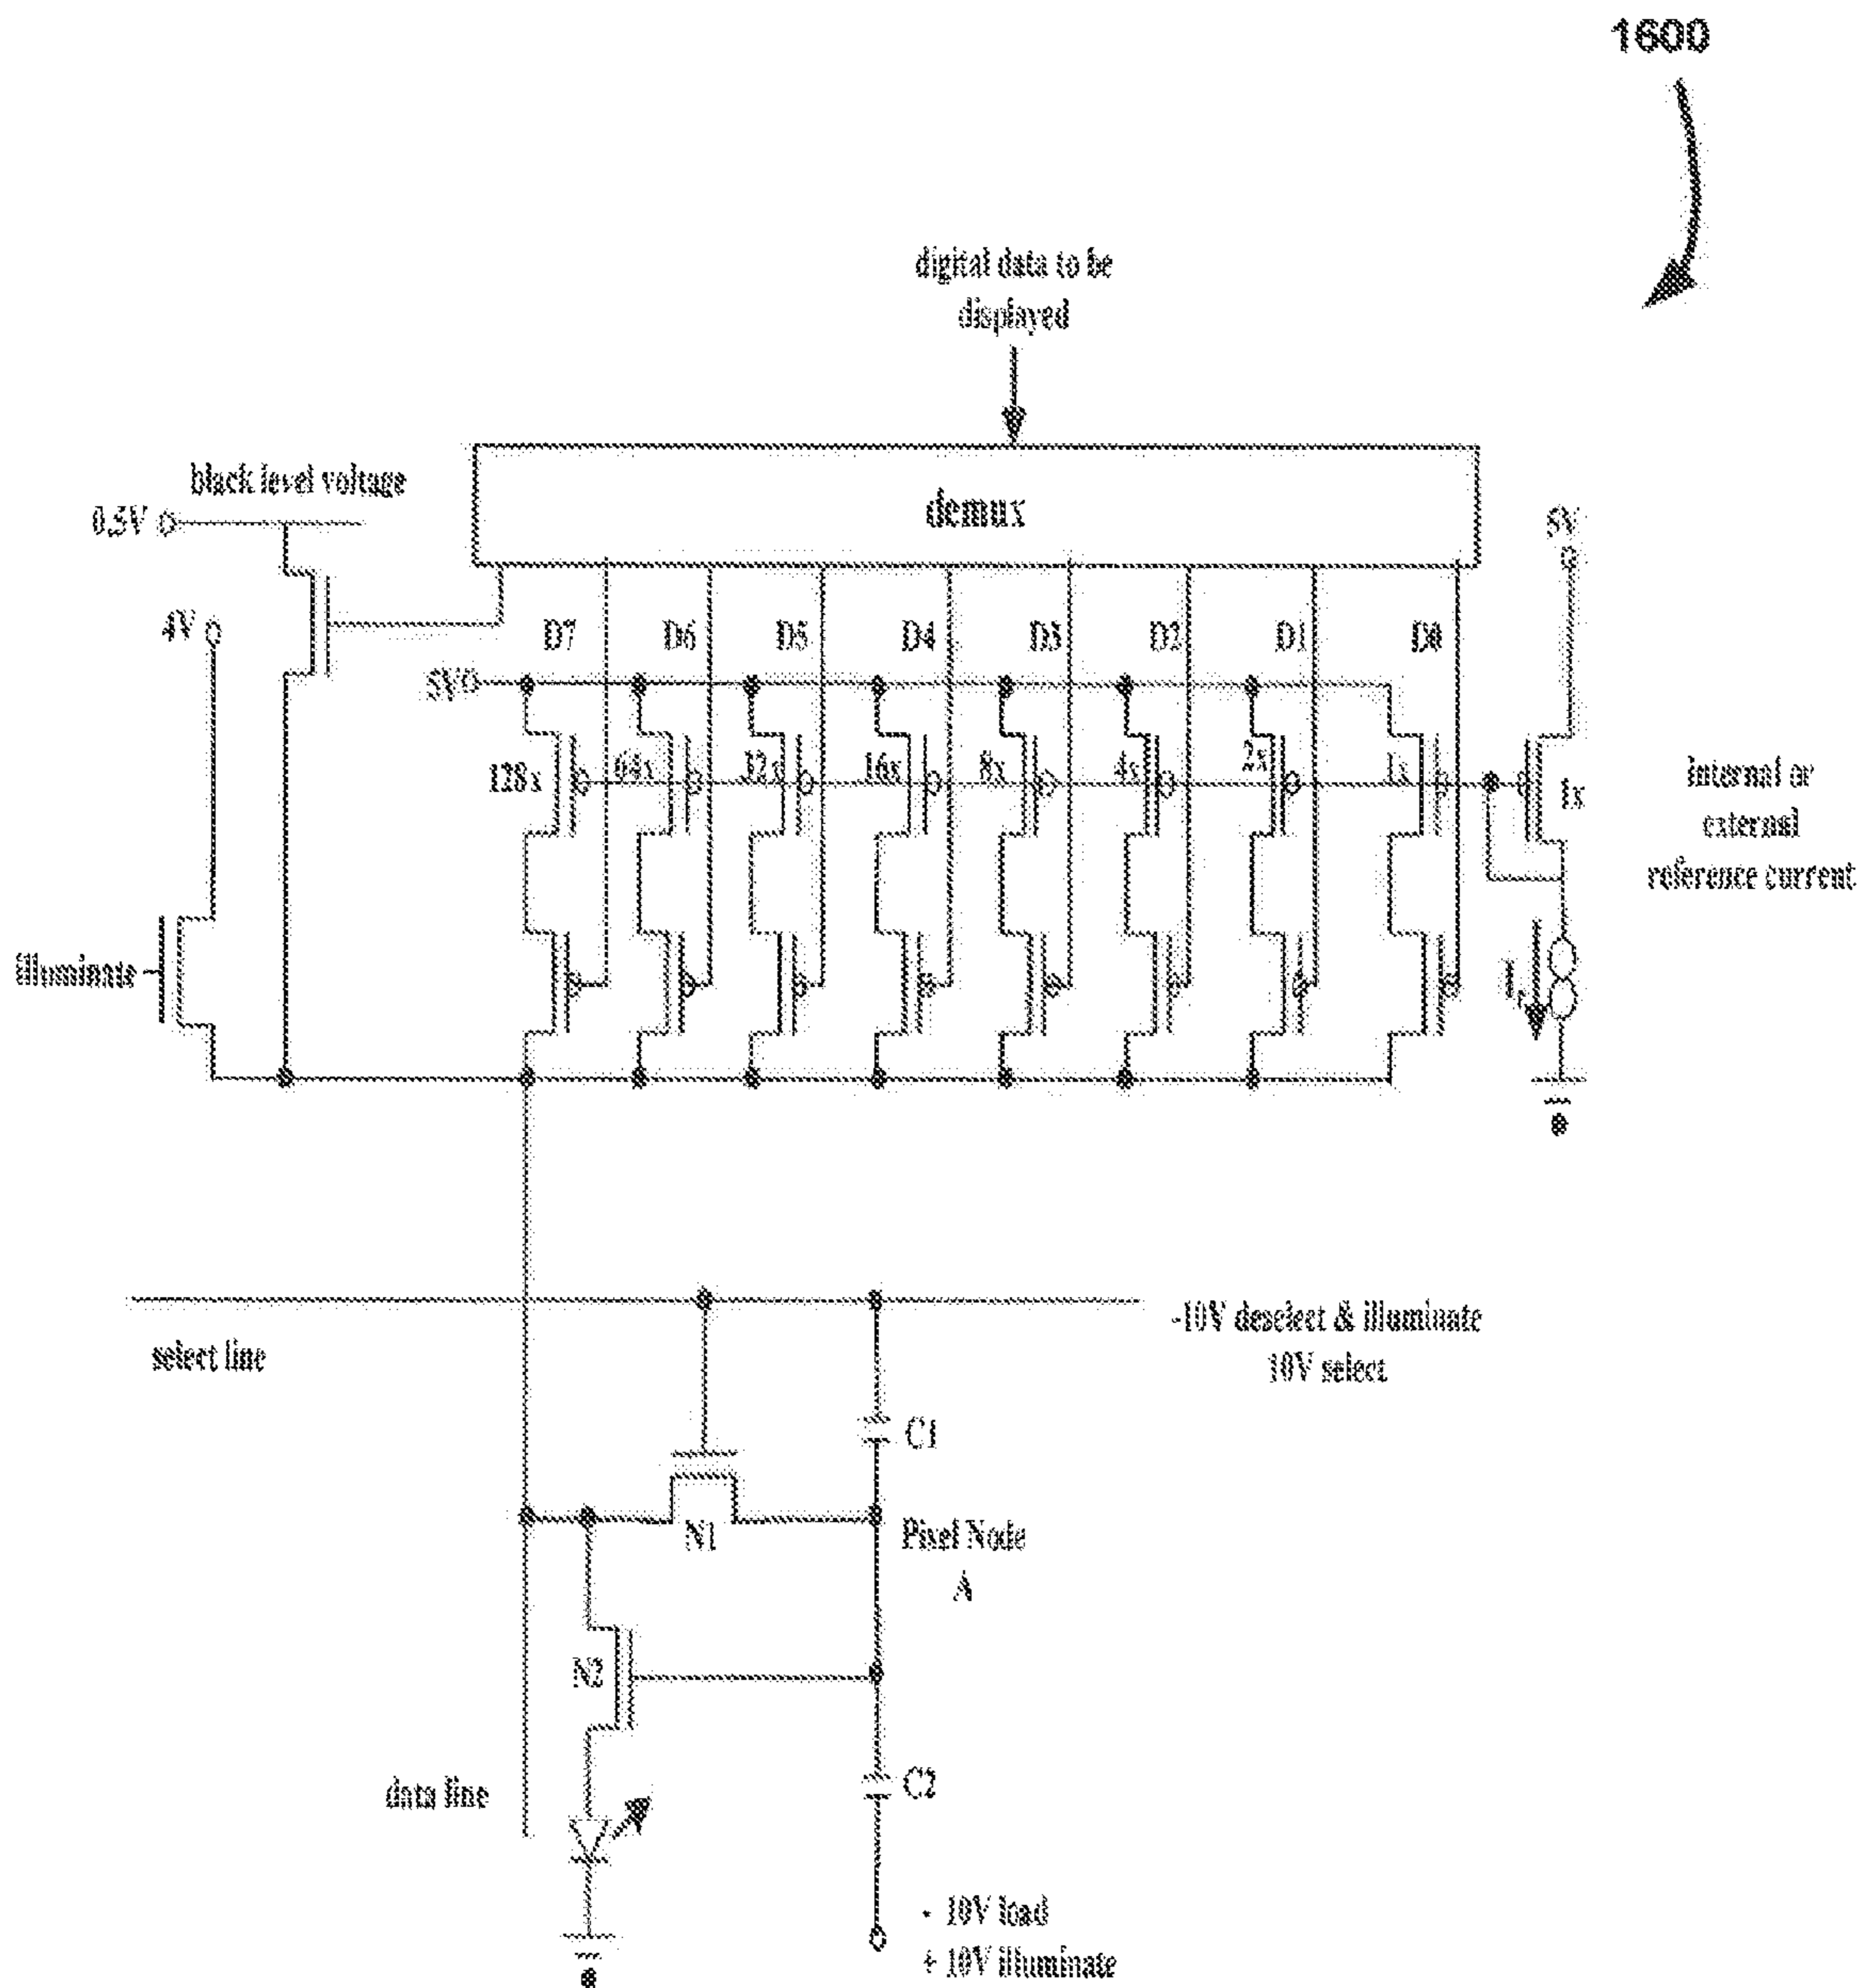 1600
digital data to be
displayed
black level voltage
0.5V
demux
5V
4V
D7
D6
D5
D4
D3
D2
D1
D0
5V
128x
64x
32x
16x
8x
4x
2x
1x
1x
internal or
external
reference current
illuminate
I
select line
-10V deselect & illuminate
10V select
C1
N1
Pixel Node
A
N2
C2
data line
- 10V load
+ 10V illuminate